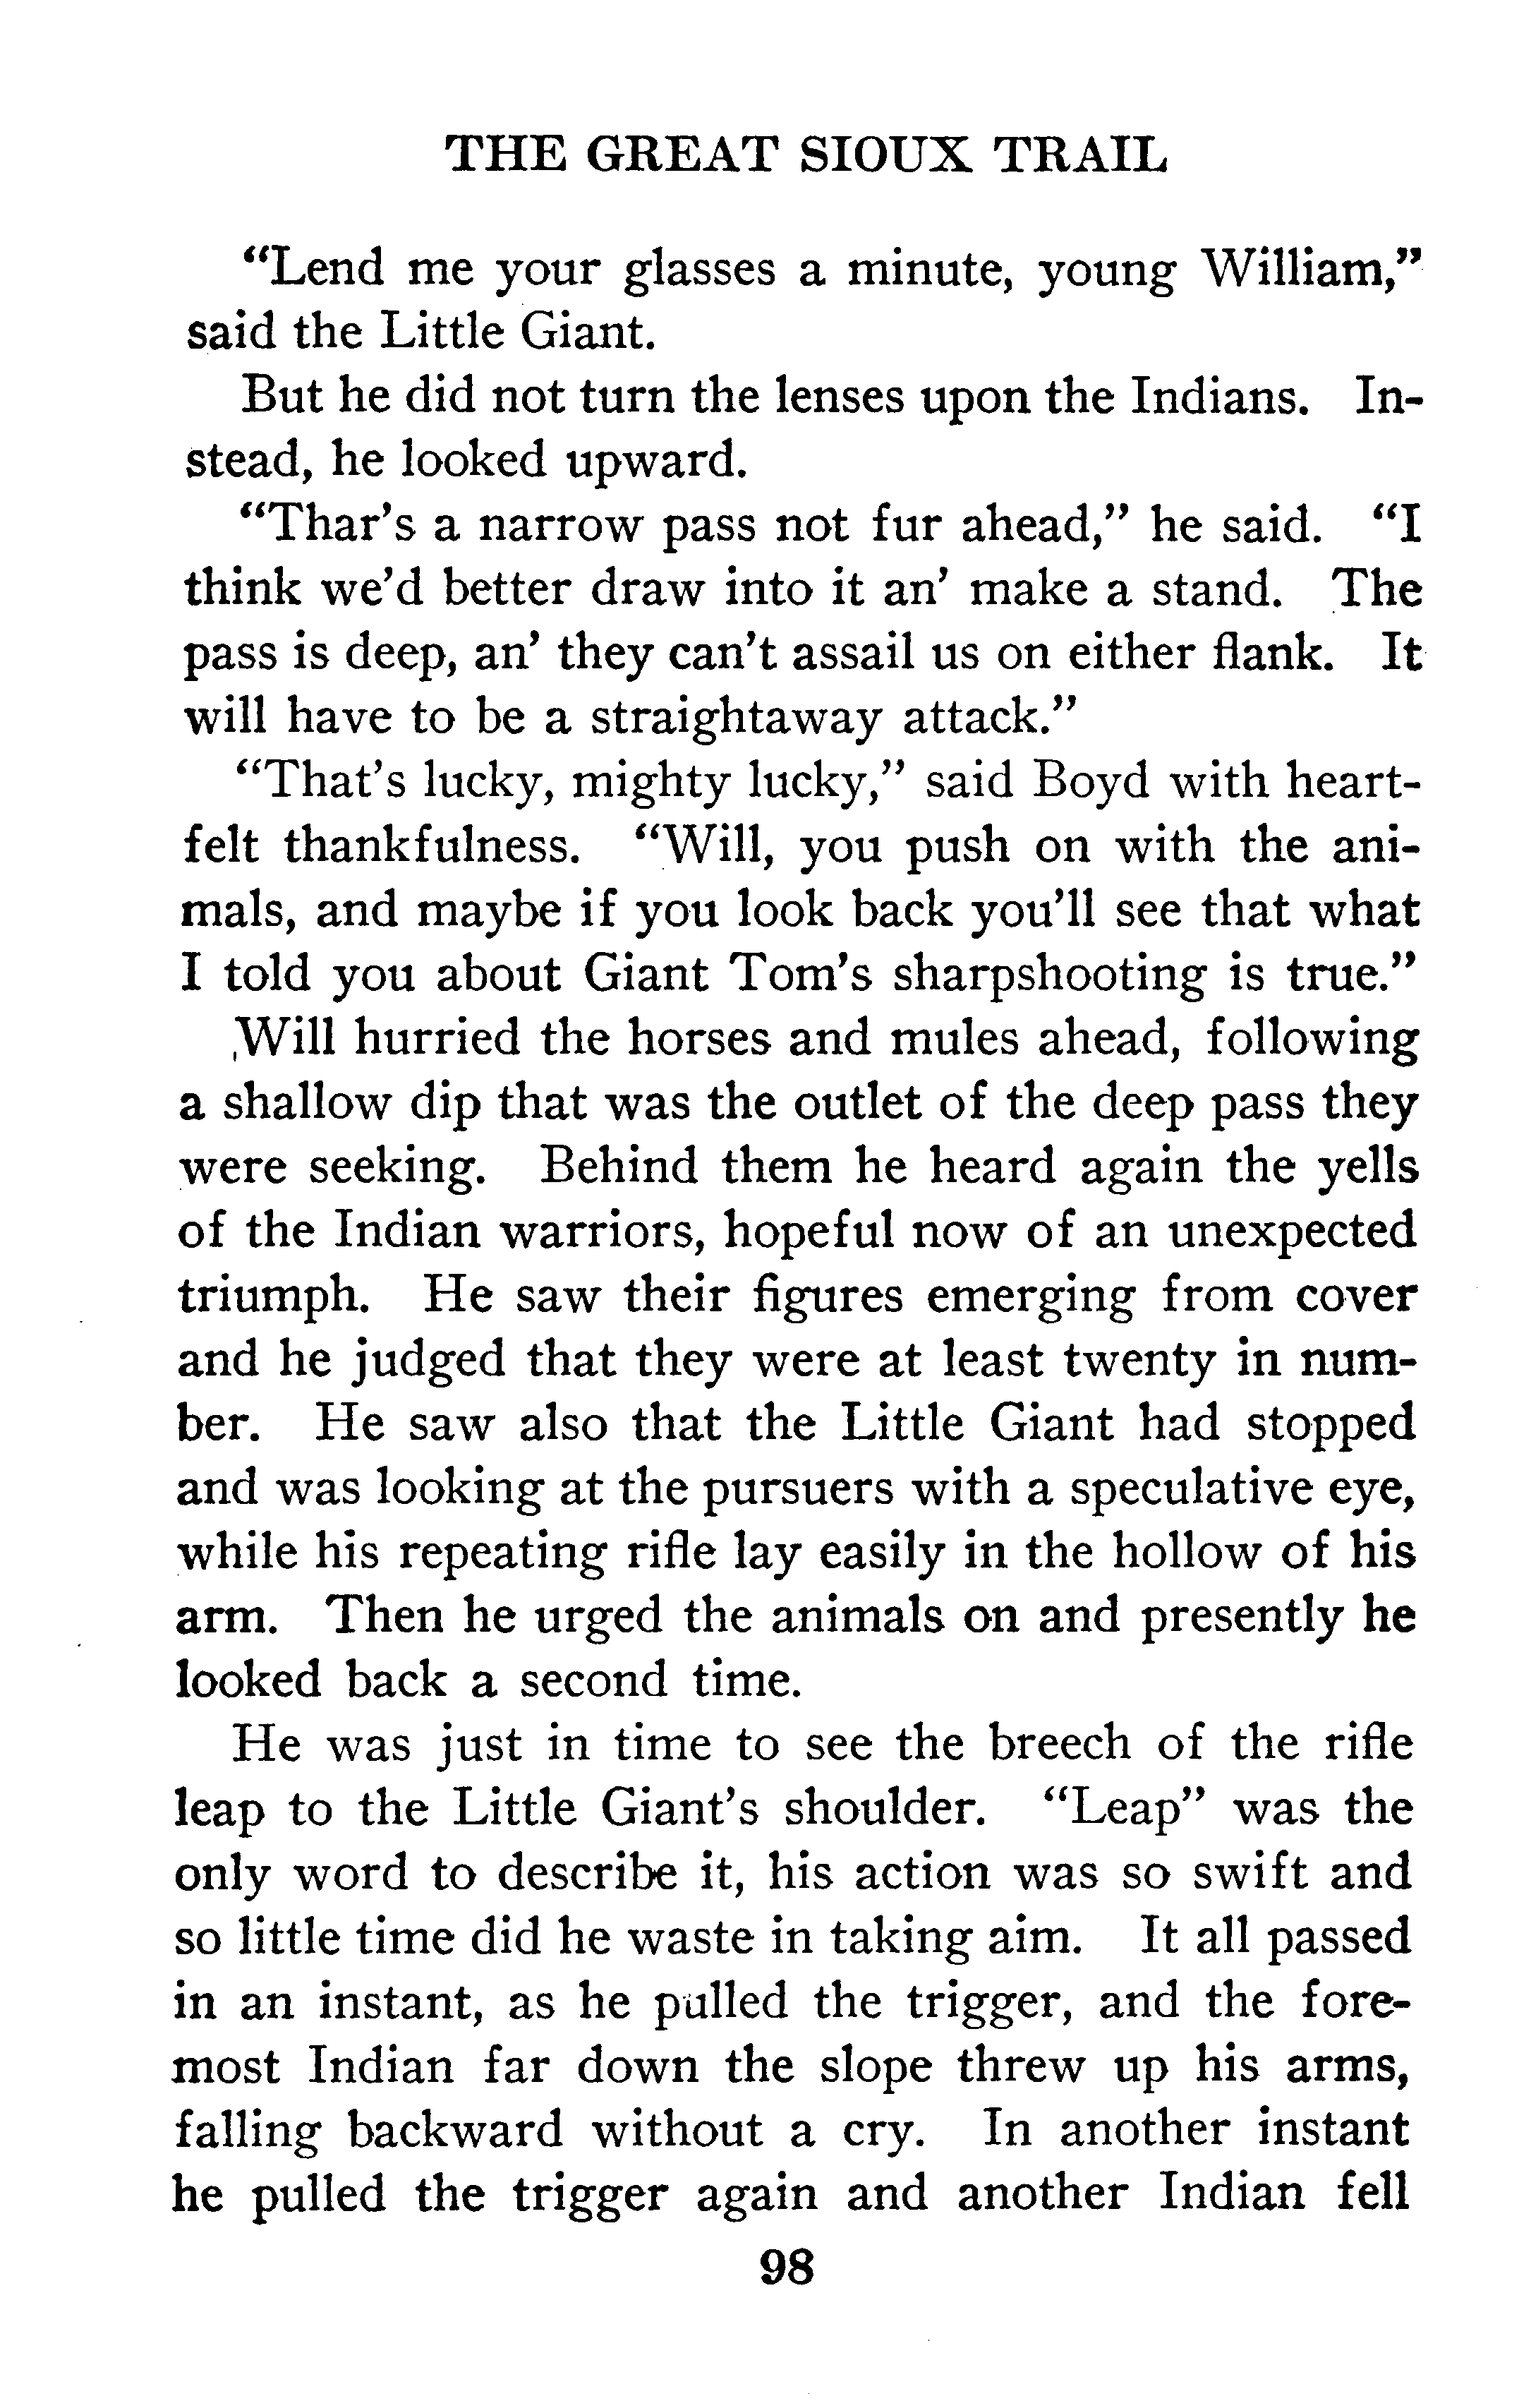 THE GREAT SIOUX TRAIL
“Lend me your glasses a minute, young William,”
said the Little Giant.
But he did not turn the lenses upon the Indians. In-
stead, he looked upward.
“Thar’s a narrow pass not fur ahead,” he said. “I
think we’d better draw into it an’ make a stand. The
pass is deep, an’ they can’t assail us on either flank. It
will have to be a straightaway attack.”
“That’s lucky, mighty lucky,” said Boyd with heart-
felt thankfulness. “Will, you push on with the ani-
mals, and maybe if you look back you’ll see that what
I told you about Giant Tom’s sharpshooting is true.”
Will hurried the horses and mules ahead, following
a shallow dip that was the outlet of the deep pass they
were seeking. Behind them he heard again the yells
of the Indian warriors, hopeful now of an unexpected
triumph. He saw their figures emerging from cover
and he judged that they were at least twenty in num-
ber. He saw also that the Little Giant had stopped
and was looking at the pursuers with a speculative eye,
while his repeating rifle lay easily in the hollow of his
arm. Then he urged the animals on and presently he
looked back a second time.
He was just in time to see the breech of the rifle
leap to the Little Giant’s shoulder. “Leap” was the
only word to describe it, his action was so swift and
so little time did he waste in taking aim. It all passed
in an instant, as he pulled the trigger, and the fore-
most Indian far down the slope threw up his arms,
falling backward without a cry. In another instant
he pulled the trigger again and another Indian fell
98